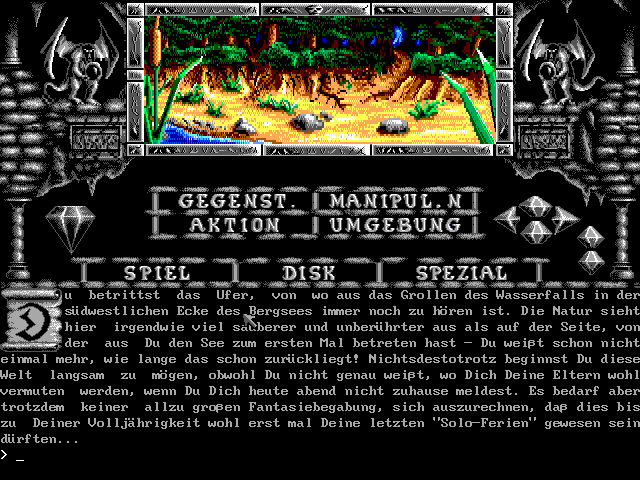 GEGENST. MANIPUL.N
AKTION UMGEBUNG
SPIEL DISK SPEZIAL
Du betrittst das Ufer, von wo aus das Grollen des Wasserfalls in der
südwestlichen Ecke des Bergsees immer noch zu hören ist. Die Natur sieht
hier irgendwie viel sauberer und unberührter aus als auf der Seite, von
der aus Du den See zum ersten Mal betreten hast - Du weißt schon nicht
einmal mehr, wie lange das schon zurückliegt! Nichtsdestotrotz beginnst Du diese
Welt langsam zu mögen, obwohl Du nicht genau weißt, wo Dich Deine Eltern wohl
vermuten werden, wenn Du Dich heute abend nicht zuhause meldest. Es bedarf aber
trotzdem keiner allzu großen Fantasiebegabung, sich auszurechnen, daß dies bis
zu Deiner Volljährigkeit wohl erst mal Deine letzten "Solo-Ferien" gewesen sein
dürften...
> _